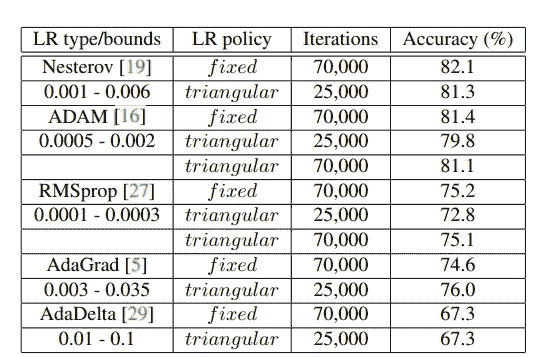 LR type/bounds LR policy Iterations Accuracy (%)
Nesterov [19] fixed 70,000 82.1
0.001 - 0.006 triangular 25,000 81.3
ADAM [16] fixed 70,000 81.4
0.0005 - 0.002 triangular 25,000 79.8
triangular 70,000 81.1
RMSprop [27] fixed 70,000 75.2
0.0001 - 0.0003 triangular 25,000 72.8
triangular 70,000 75.1
AdaGrad [5] fixed 70,000 74.6
0.003 - 0.035 triangular 25,000 76.0
AdaDelta [29] fixed 70,000 67.3
0.01 - 0.1 triangular 25,000 67.3